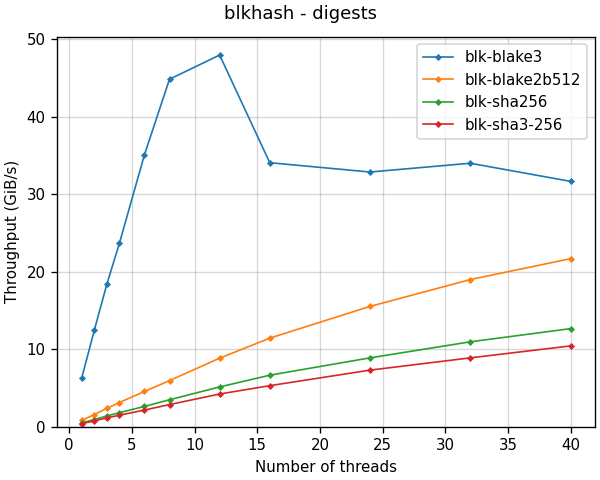 blkhash - digests
50
40
30
20
10
0
Throughput (GiB/s)
blk-blake3
blk-blake2b512
blk-sha256
blk-sha3-256
0 5 10 15 20 25 30 35 40
Number of threads